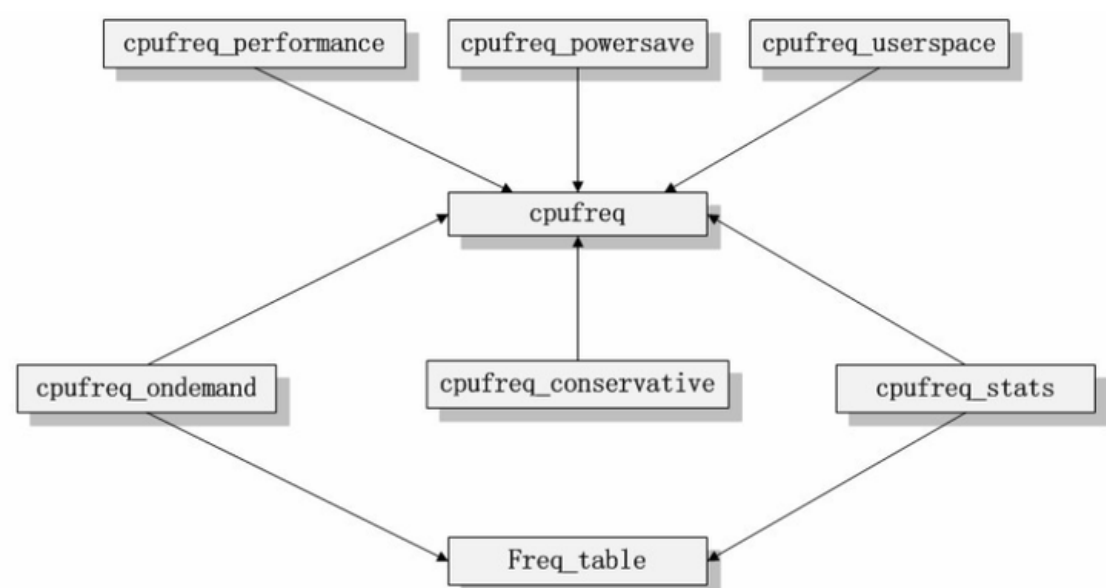 cpufreq_performance
cpufreq_powersave
cpufreq_userspace
cpufreq
cpufreq_ondemand
cpufreq_conservative
cpufreq_stats
Freq_table